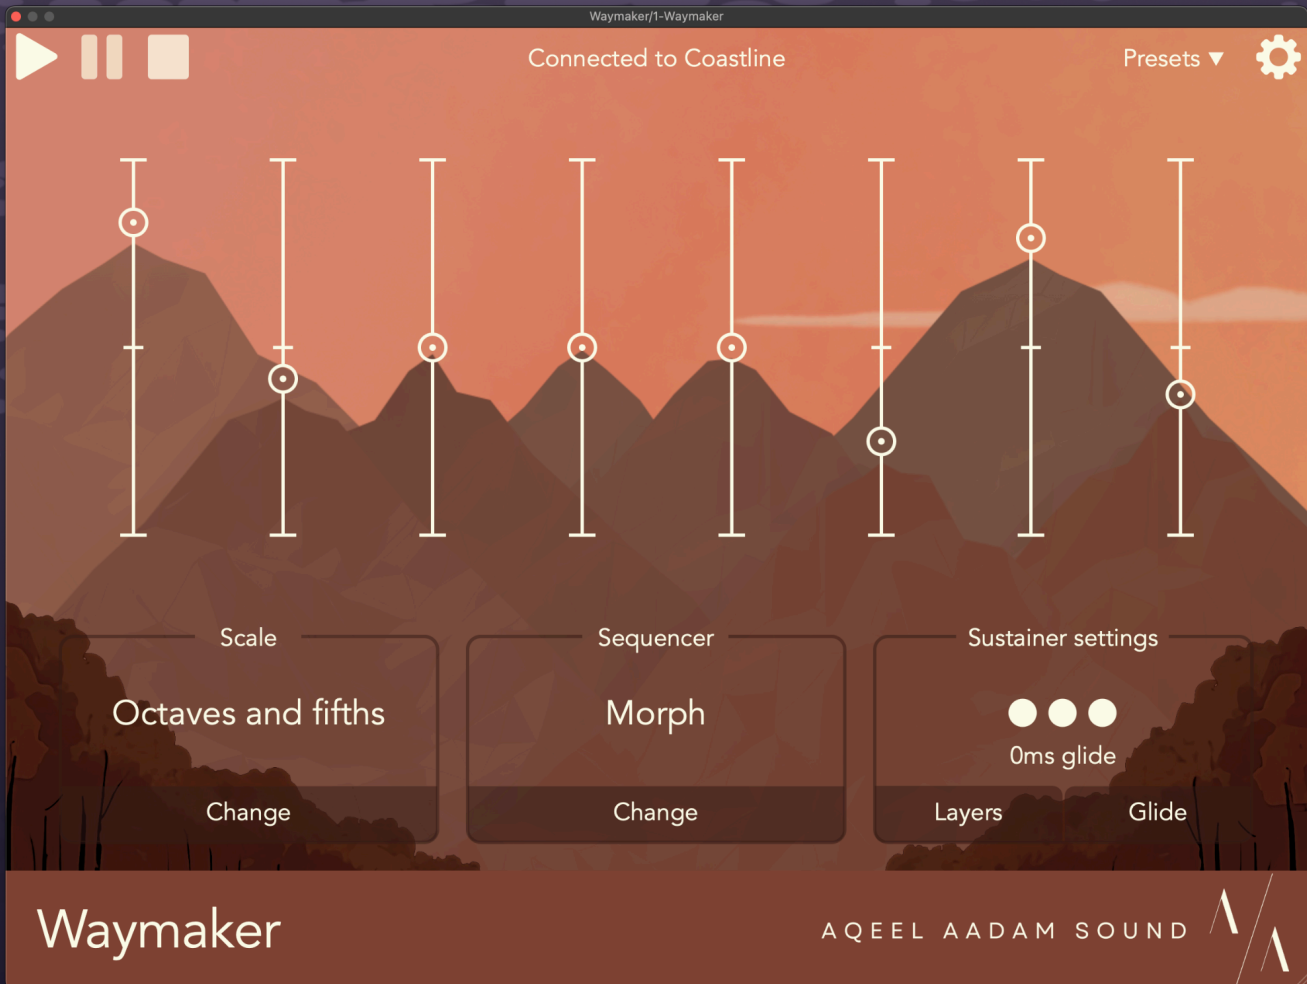 Waymaker/1-Waymaker
Connected to Coastline
Presets ▼
Scale
Octaves and fifths
Change
Sequencer
Morph
Change
Sustainer settings
0ms glide
Layers
Glide
Waymaker
AQEEL AADAM SOUND